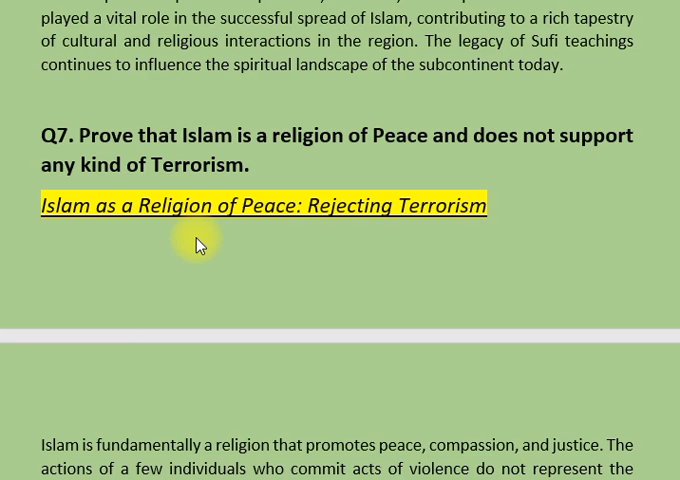 played a vital role in the successful spread of Islam, contributing to a rich tapestry
of cultural and religious interactions in the region. The legacy of Sufi teachings
continues to influence the spiritual landscape of the subcontinent today.
Q7. Prove that Islam is a religion of Peace and does not support
any kind of Terrorism.
Islam as a Religion of Peace: Rejecting Terrorism
Islam is fundamentally a religion that promotes peace, compassion, and justice. The
actions of a few individuals who commit acts of violence do not represent the